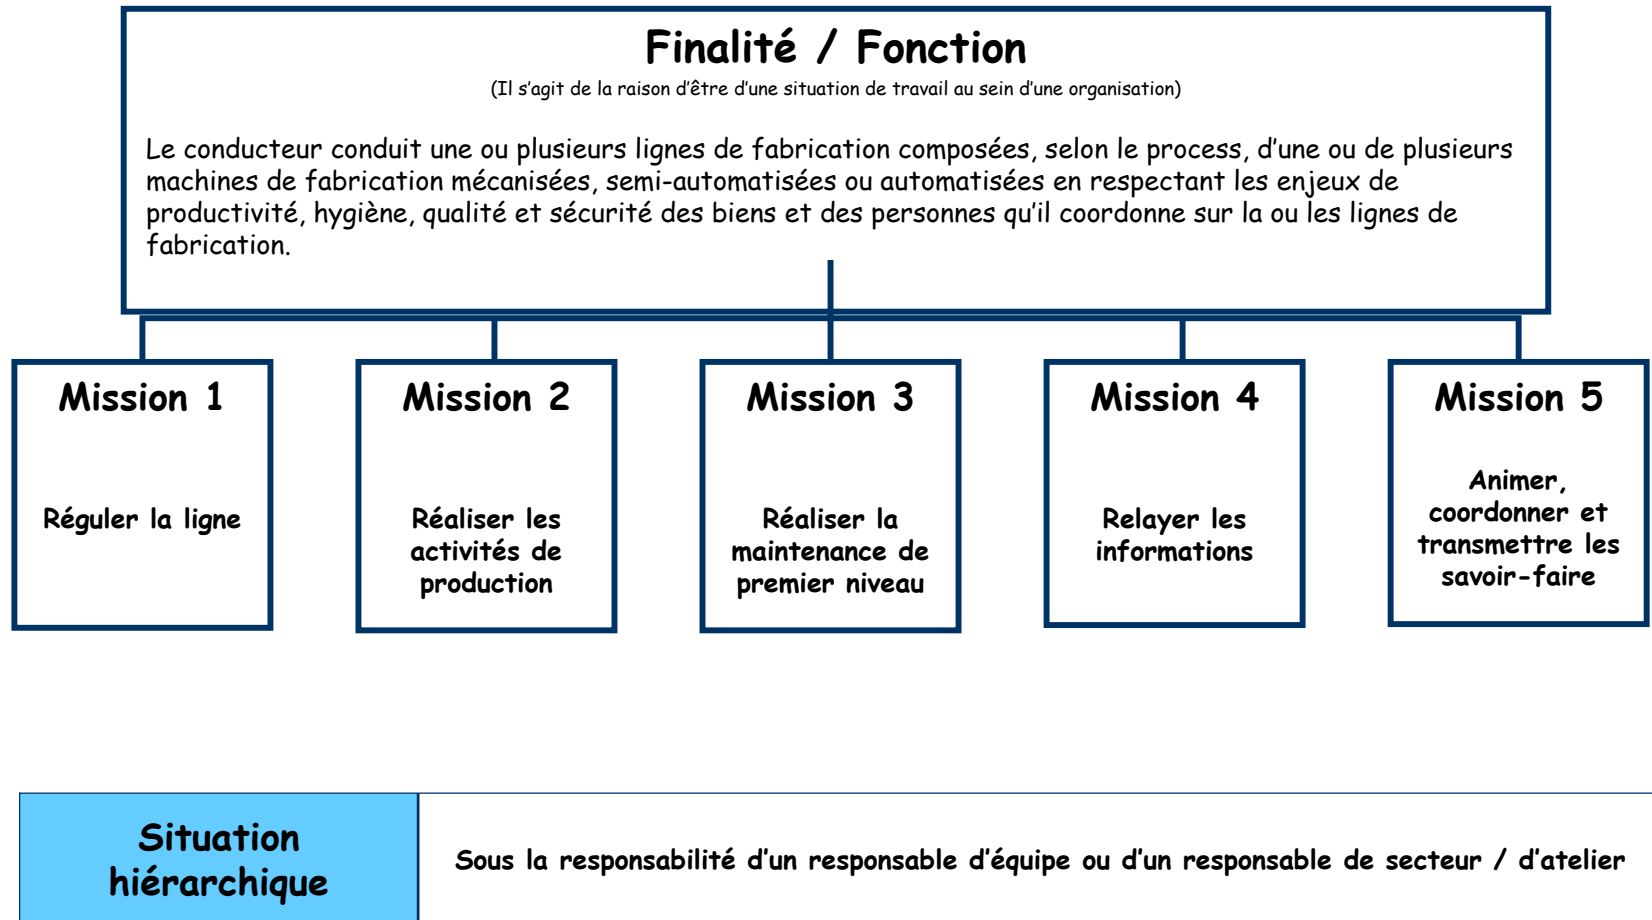 Finalité / Fonction
(Il s'agit de la raison d'être d'une situation de travail au sein d'une organisation)
Le conducteur conduit une ou plusieurs lignes de fabrication composées, selon le process, d'une ou de plusieurs
machines de fabrication mécanisées, semi-automatisées ou automatisées en respectant les enjeux de
productivité, hygiène, qualité et sécurité des biens et des personnes qu'il coordonne sur la ou les lignes de
fabrication.
Mission 1
Réguler la ligne
Mission 2
Réaliser les
activités de
production
Mission 3
Réaliser la
maintenance de
premier niveau
Mission 4
Relayer les
informations
Mission 5
Animer,
coordonner et
transmettre les
savoir-faire
Situation
hiérarchique
Sous la responsabilité d'un responsable d'équipe ou d'un responsable de secteur / d'atelier